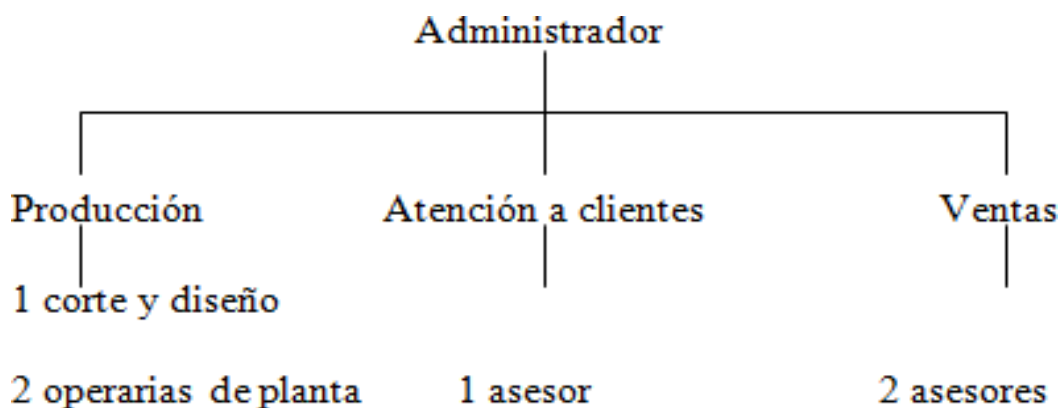 Administrador
Producción Atención a clientes Ventas
1 corte y diseño
2 operarias de planta 1 asesor 2 asesores